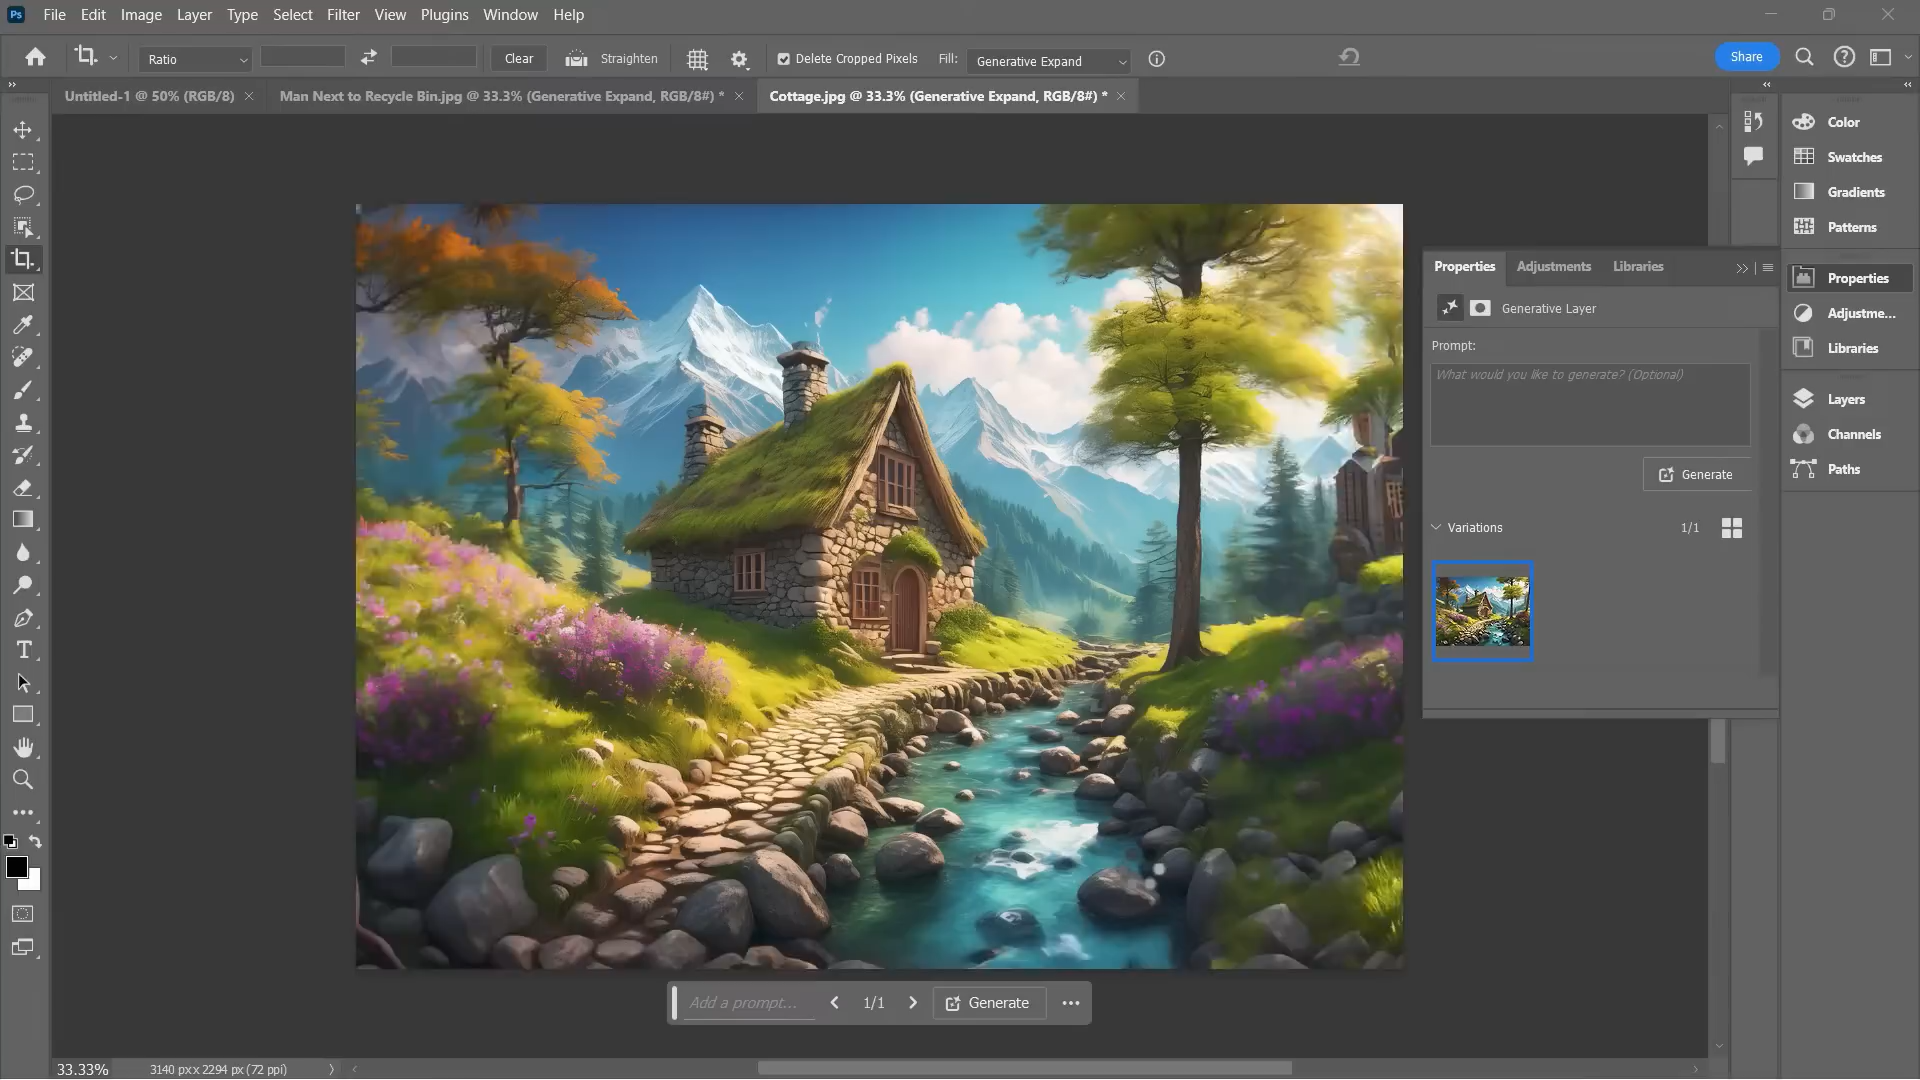 Ps File Edit Image Layer Type Select Filter View Plugins Window Help
Ratio Clear Straighten Delete Cropped Pixels Fill: Generative Expand Share
Untitled-1 @ 50% (RGB/8) Man Next to Recycle Bin.jpg @ 33.3% (Generative Expand, RGB/8#) * Cottage.jpg @ 33.3% (Generative Expand, RGB/8#) *
Color
Swatches
Gradients
Patterns
Properties
Adjustme...
Libraries
Layers
Channels
Paths
Properties Adjustments Libraries
Generative Layer
Prompt:
What would you like to generate? (Optional)
Generate
Variations 1/1
Add a prompt... 1/1 Generate
33.33% 3140 px x 2294 px (72 ppi)